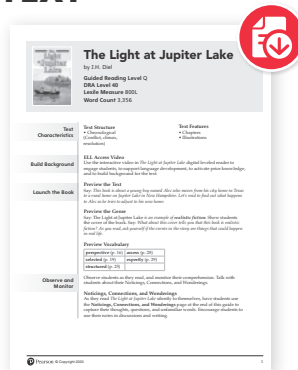 The Light at Jupiter Lake
by J.H. Diel
Guided Reading Level Q
DRA Level 40
Lexile Measure 800L
Word Count 3,356
Text
Characteristics
Text Structure
• Chronological
(Conflict, climax,
resolution)
Text Features
• Chapters
• Illustrations
Build Background
ELL Access Video
Use the interactive video in The Light at Jupiter Lake digital leveled reader to
engage students, to support language development, to activate prior knowledge,
and to build background for the text.
Launch the Book
Preview the Text
Say: This book is about a young boy named Alec who moves from his city home in Texas
to a rural home on Jupiter Lake in New Hampshire. Let's read to find out what happens
to Alec as he tries to adjust to his new home.
Preview the Genre
Say: The Light at Jupiter Lake is an example of realistic fiction. Show students
the cover of the book. Say: What about this cover tells you that this book is realistic
fiction? As you read, ask yourself if the events in the story are things that could happen
in real life.
Preview Vocabulary
perspective (p. 16) access (p. 28)
selected (p. 19) expertly (p. 29)
structured (p. 23)
Observe and
Monitor
Observe students as they read, and monitor their comprehension. Talk with
students about their Noticings, Connections, and Wonderings.
Noticings, Connections, and Wonderings
As they read The Light at Jupiter Lake silently to themselves, have students use
the Noticings, Connections, and Wonderings page at the end of this guide to
capture their thoughts, questions, and unfamiliar words. Encourage students to
use their notes in discussions and writing.
Pearson © Copyright 2020
1